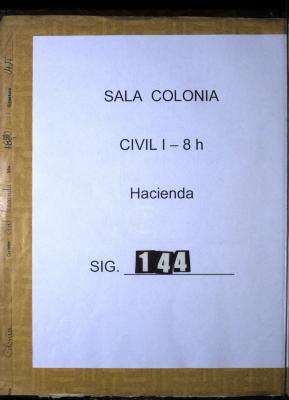 SALA COLONIA
CIVIL I – 8 h
Hacienda
SIG. 144